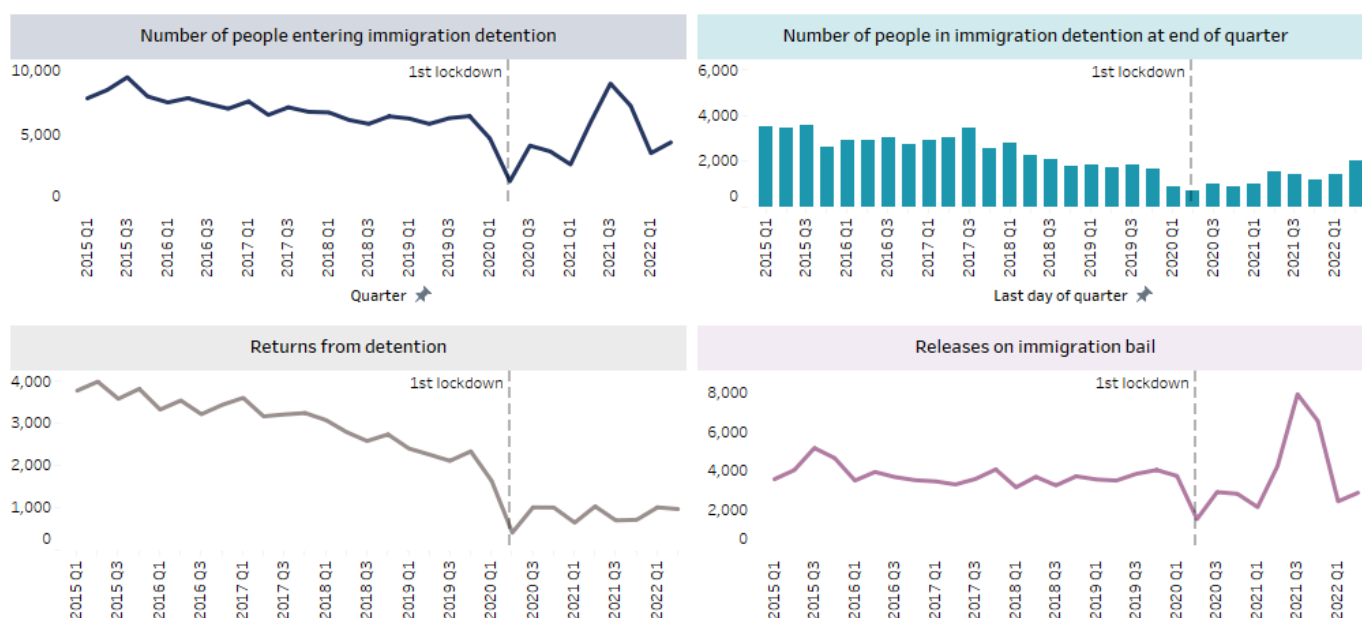 Number of people entering immigration detention
10,000
5,000
0
1st lockdown
2015 Q1
2015 Q3
2016 Q1
2016 Q3
2017 Q1
2017 Q3
2018 Q1
2018 Q3
2019 Q1
2019 Q3
2020 Q1
2020 Q3
2021 Q1
2021 Q3
2022 Q1
Quarter
Number of people in immigration detention at end of quarter
6,000
4,000
2,000
0
1st lockdown
2015 Q1
2015 Q3
2016 Q1
2016 Q3
2017 Q1
2017 Q3
2018 Q1
2018 Q3
2019 Q1
2019 Q3
2020 Q1
2020 Q3
2021 Q1
2021 Q3
2022 Q1
Last day of quarter
Returns from detention
4,000
3,000
2,000
1,000
0
1st lockdown
2015 Q1
2015 Q3
2016 Q1
2016 Q3
2017 Q1
2017 Q3
2018 Q1
2018 Q3
2019 Q1
2019 Q3
2020 Q1
2020 Q3
2021 Q1
2021 Q3
2022 Q1
Releases on immigration bail
8,000
6,000
4,000
2,000
0
1st lockdown
2015 Q1
2015 Q3
2016 Q1
2016 Q3
2017 Q1
2017 Q3
2018 Q1
2018 Q3
2019 Q1
2019 Q3
2020 Q1
2020 Q3
2021 Q1
2021 Q3
2022 Q1